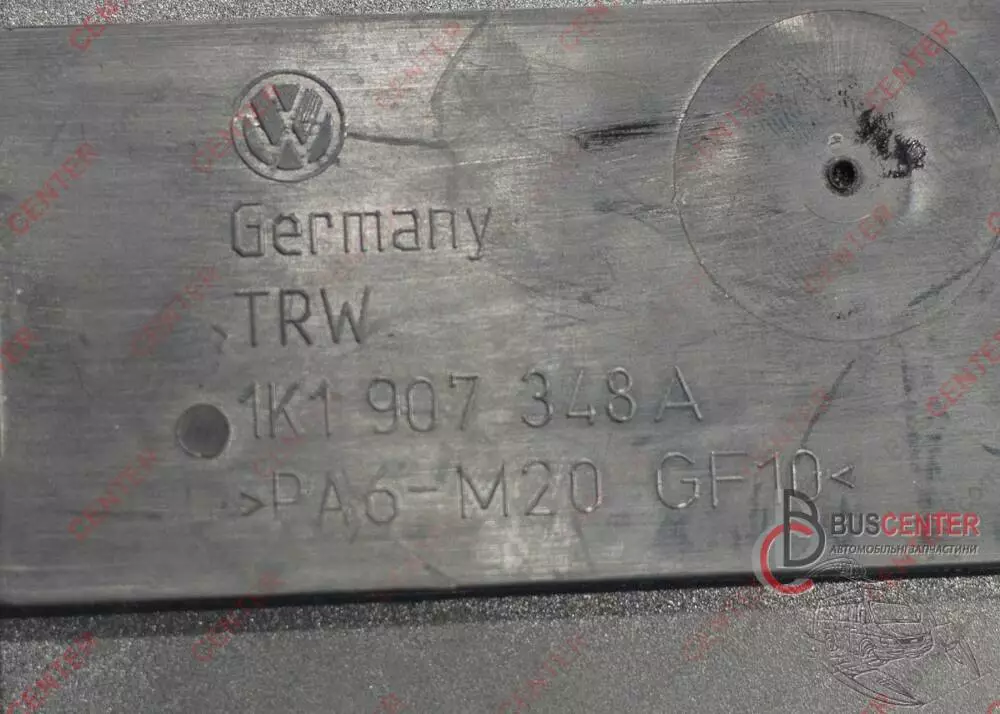 Germany
TRW
1K1 907 348 A
>PA6-M20 GF10<
BUSCENTER
АВТОМОБІЛЬНІ ЗАПЧАСТИНИ